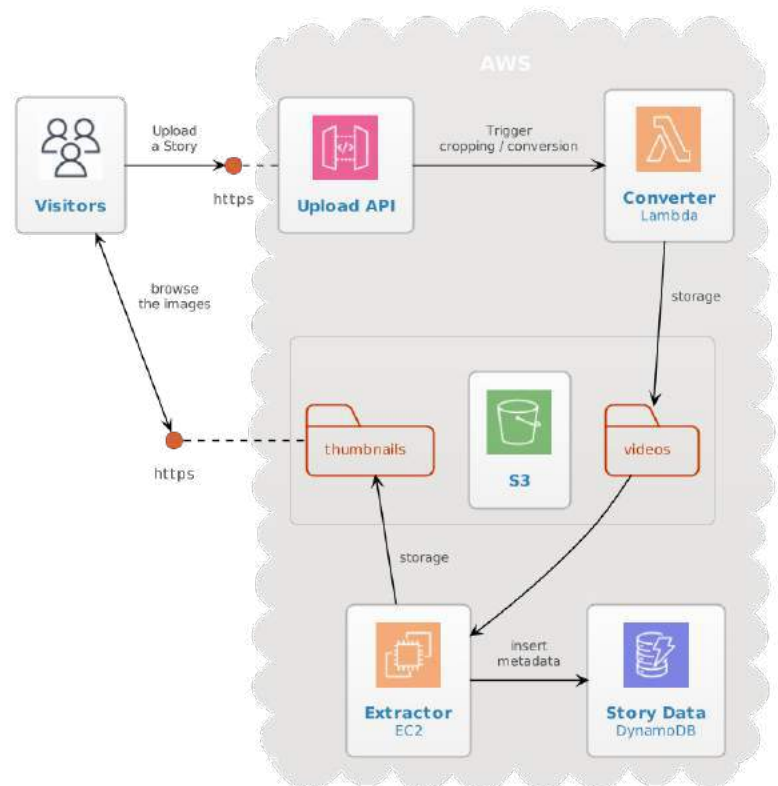 AWS
Upload
a Story
Trigger
cropping / conversion
Visitors
https
Upload API
Converter
Lambda
browse
the images
storage
thumbnails
videos
https
S3
storage
insert
metadata
Extractor
EC2
Story Data
DynamoDB